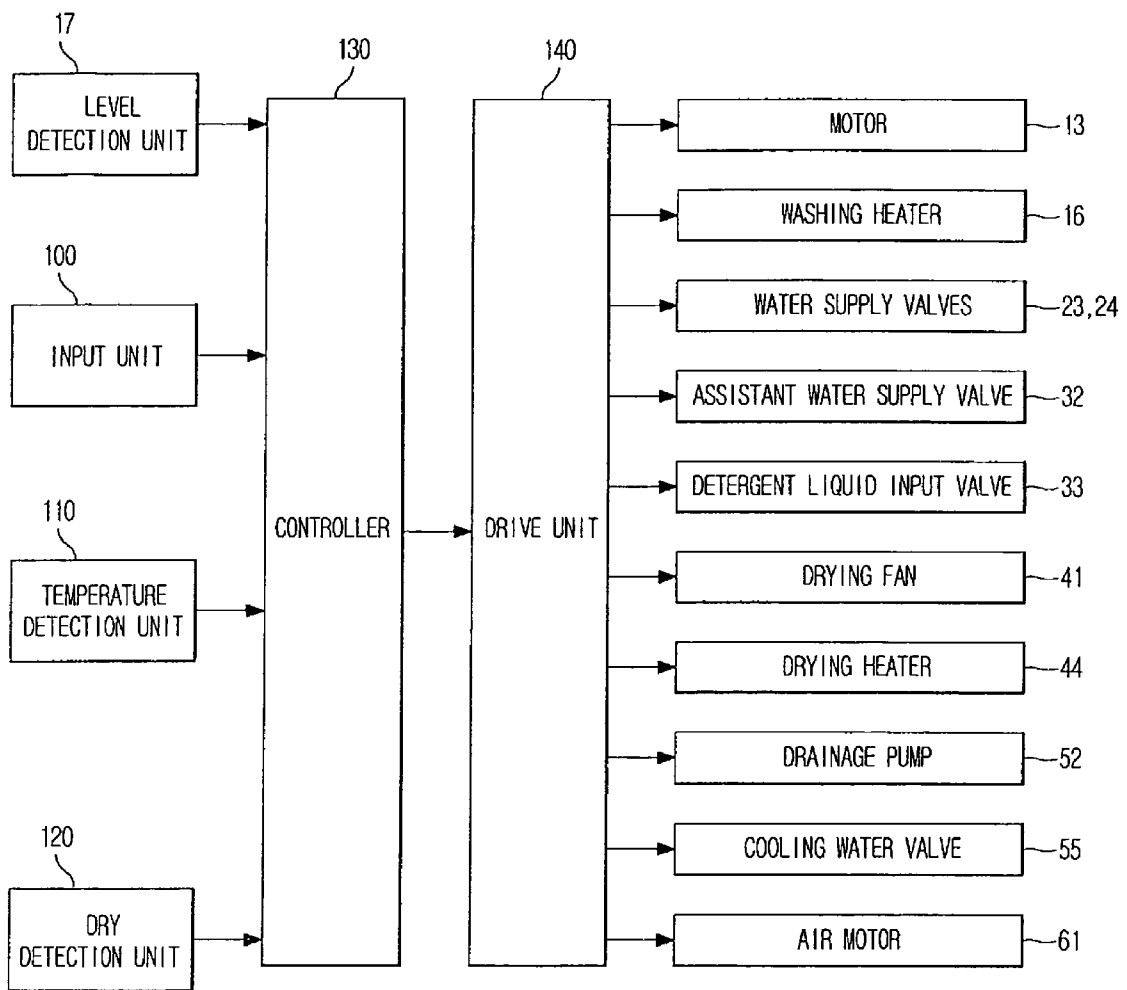 17
LEVEL
DETECTION UNIT
100
INPUT UNIT
110
TEMPERATURE
DETECTION UNIT
120
DRY
DETECTION UNIT
130
CONTROLLER
140
DRIVE UNIT
MOTOR 13
WASHING HEATER 16
WATER SUPPLY VALVES 23,24
ASSISTANT WATER SUPPLY VALVE 32
DETERGENT LIQUID INPUT VALVE 33
DRYING FAN 41
DRYING HEATER 44
DRAINAGE PUMP 52
COOLING WATER VALVE 55
AIR MOTOR 61